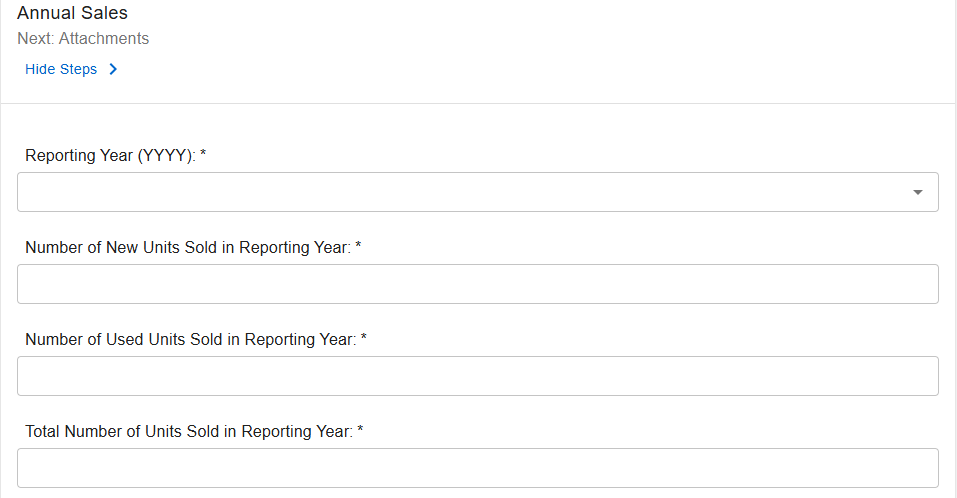 Annual Sales
Next: Attachments
Hide Steps
Reporting Year (YYYY): *
Number of New Units Sold in Reporting Year: *
Number of Used Units Sold in Reporting Year: *
Total Number of Units Sold in Reporting Year: *